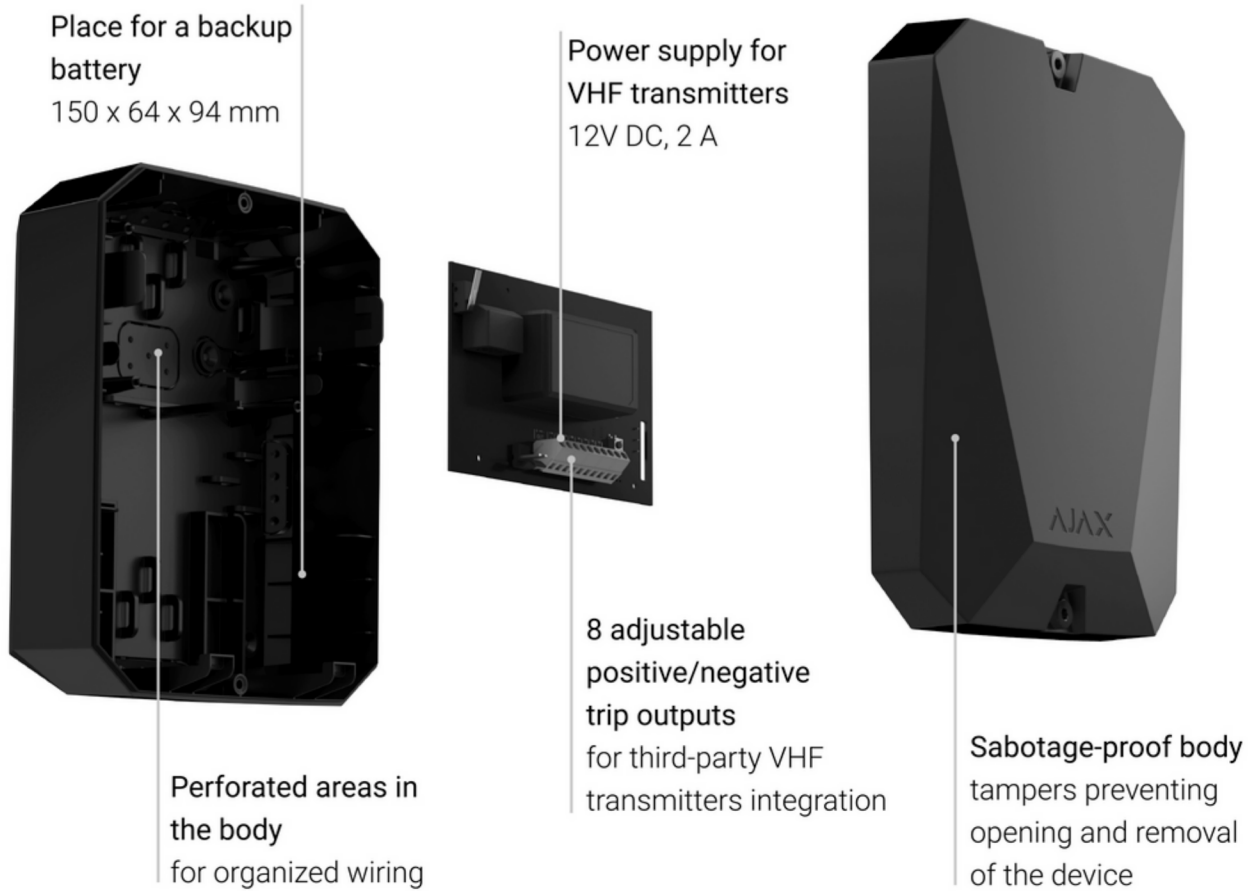 Place for a backup
battery
150 x 64 x 94 mm
Power supply for
VHF transmitters
12V DC, 2 A
AJAX
8 adjustable
positive/negative
trip outputs
for third-party VHF
transmitters integration
Perforated areas in
the body
for organized wiring
Sabotage-proof body
tampers preventing
opening and removal
of the device